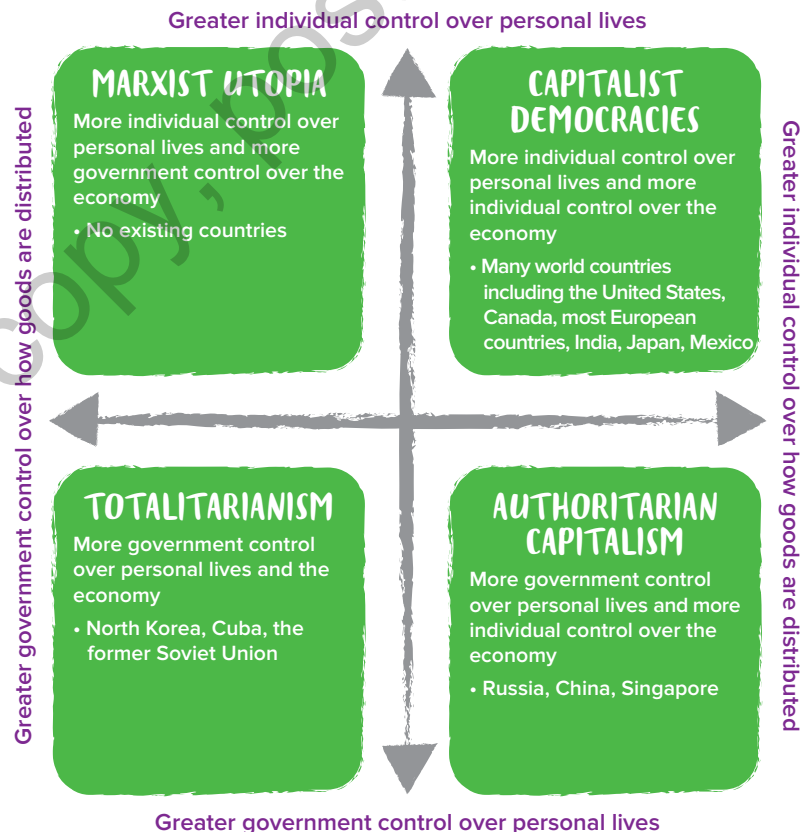 Greater individual control over personal lives
Greater government control over how goods are distributed
MARXIST UTOPIA
More individual control over
personal lives and more
government control over the
economy
• No existing countries
CAPITALIST
DEMOCRACIES
More individual control over
personal lives and more
individual control over the
economy
• Many world countries
including the United States,
Canada, most European
countries, India, Japan, Mexico
Greater individual control over how goods are distributed
TOTALITARIANISM
More government control
over personal lives and the
economy
• North Korea, Cuba, the
former Soviet Union
AUTHORITARIAN
CAPITALISM
More government control
over personal lives and more
individual control over the
economy
• Russia, China, Singapore
Greater government control over personal lives
copy, pos